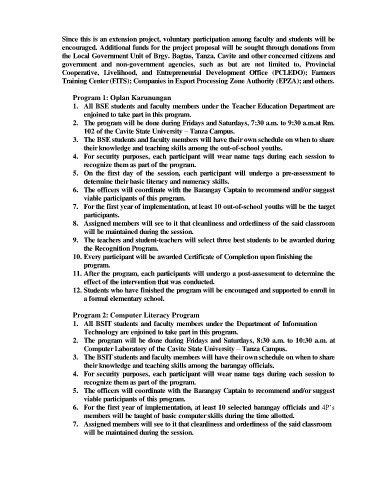 Since this is an extension project, voluntary participation among faculty and students will be
encouraged. Additional funds for the project proposal will be sought through donations from
the Local Government Unit of Brgy. Bagtas, Tanza, Cavite and other concerned citizens and
government and non-government agencies, such as but are not limited to, Provincial
Cooperative, Livelihood, and Entrepreneurial Development Office (PCLEDO); Farmers
Training Center (FITS); Companies in Export Processing Zone Authority (EPZA); and others.
Program 1: Oplan Karunungan
1. All BSE students and faculty members under the Teacher Education Department are
enjoined to take part in this program.
2. The program will be done during Fridays and Saturdays, 7:30 a.m. to 9:30 a.m.at Rm.
102 of the Cavite State University – Tanza Campus.
3. The BSE students and faculty members will have their own schedule on when to share
their knowledge and teaching skills among the out-of-school youths.
4. For security purposes, each participant will wear name tags during each session to
recognize them as part of the program.
5. On the first day of the session, each participant will undergo a pre-assessment to
determine their basic literacy and numeracy skills.
6. The officers will coordinate with the Barangay Captain to recommend and/or suggest
viable participants of this program.
7. For the first year of implementation, at least 10 out-of-school youths will be the target
participants.
8. Assigned members will see to it that cleanliness and orderliness of the said classroom
will be maintained during the session.
9. The teachers and student-teachers will select three best students to be awarded during
the Recognition Program.
10. Every participant will be awarded Certificate of Completion upon finishing the
program.
11. After the program, each participants will undergo a post-assessment to determine the
effect of the intervention that was conducted.
12. Students who have finished the program will be encouraged and supported to enroll in
a formal elementary school.
Program 2: Computer Literacy Program
1. All BSIT students and faculty members under the Department of Information
Technology are enjoined to take part in this program.
2. The program will be done during Fridays and Saturdays, 8:30 a.m. to 10:30 a.m. at
Computer Laboratory of the Cavite State University – Tanza Campus.
3. The BSIT students and faculty members will have their own schedule on when to share
their knowledge and teaching skills among the barangay officials.
4. For security purposes, each participant will wear name tags during each session to
recognize them as part of the program.
5. The officers will coordinate with the Barangay Captain to recommend and/or suggest
viable participants of this program.
6. For the first year of implementation, at least 10 selected barangay officials and 4P's
members will be taught of basic computer skills during the time allotted.
7. Assigned members will see to it that cleanliness and orderliness of the said classroom
will be maintained during the session.